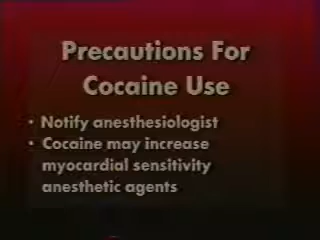 Precautions For
Cocaine Use
• Notify anesthesiologist
• Cocaine may increase
myocardial sensitivity
anesthetic agents